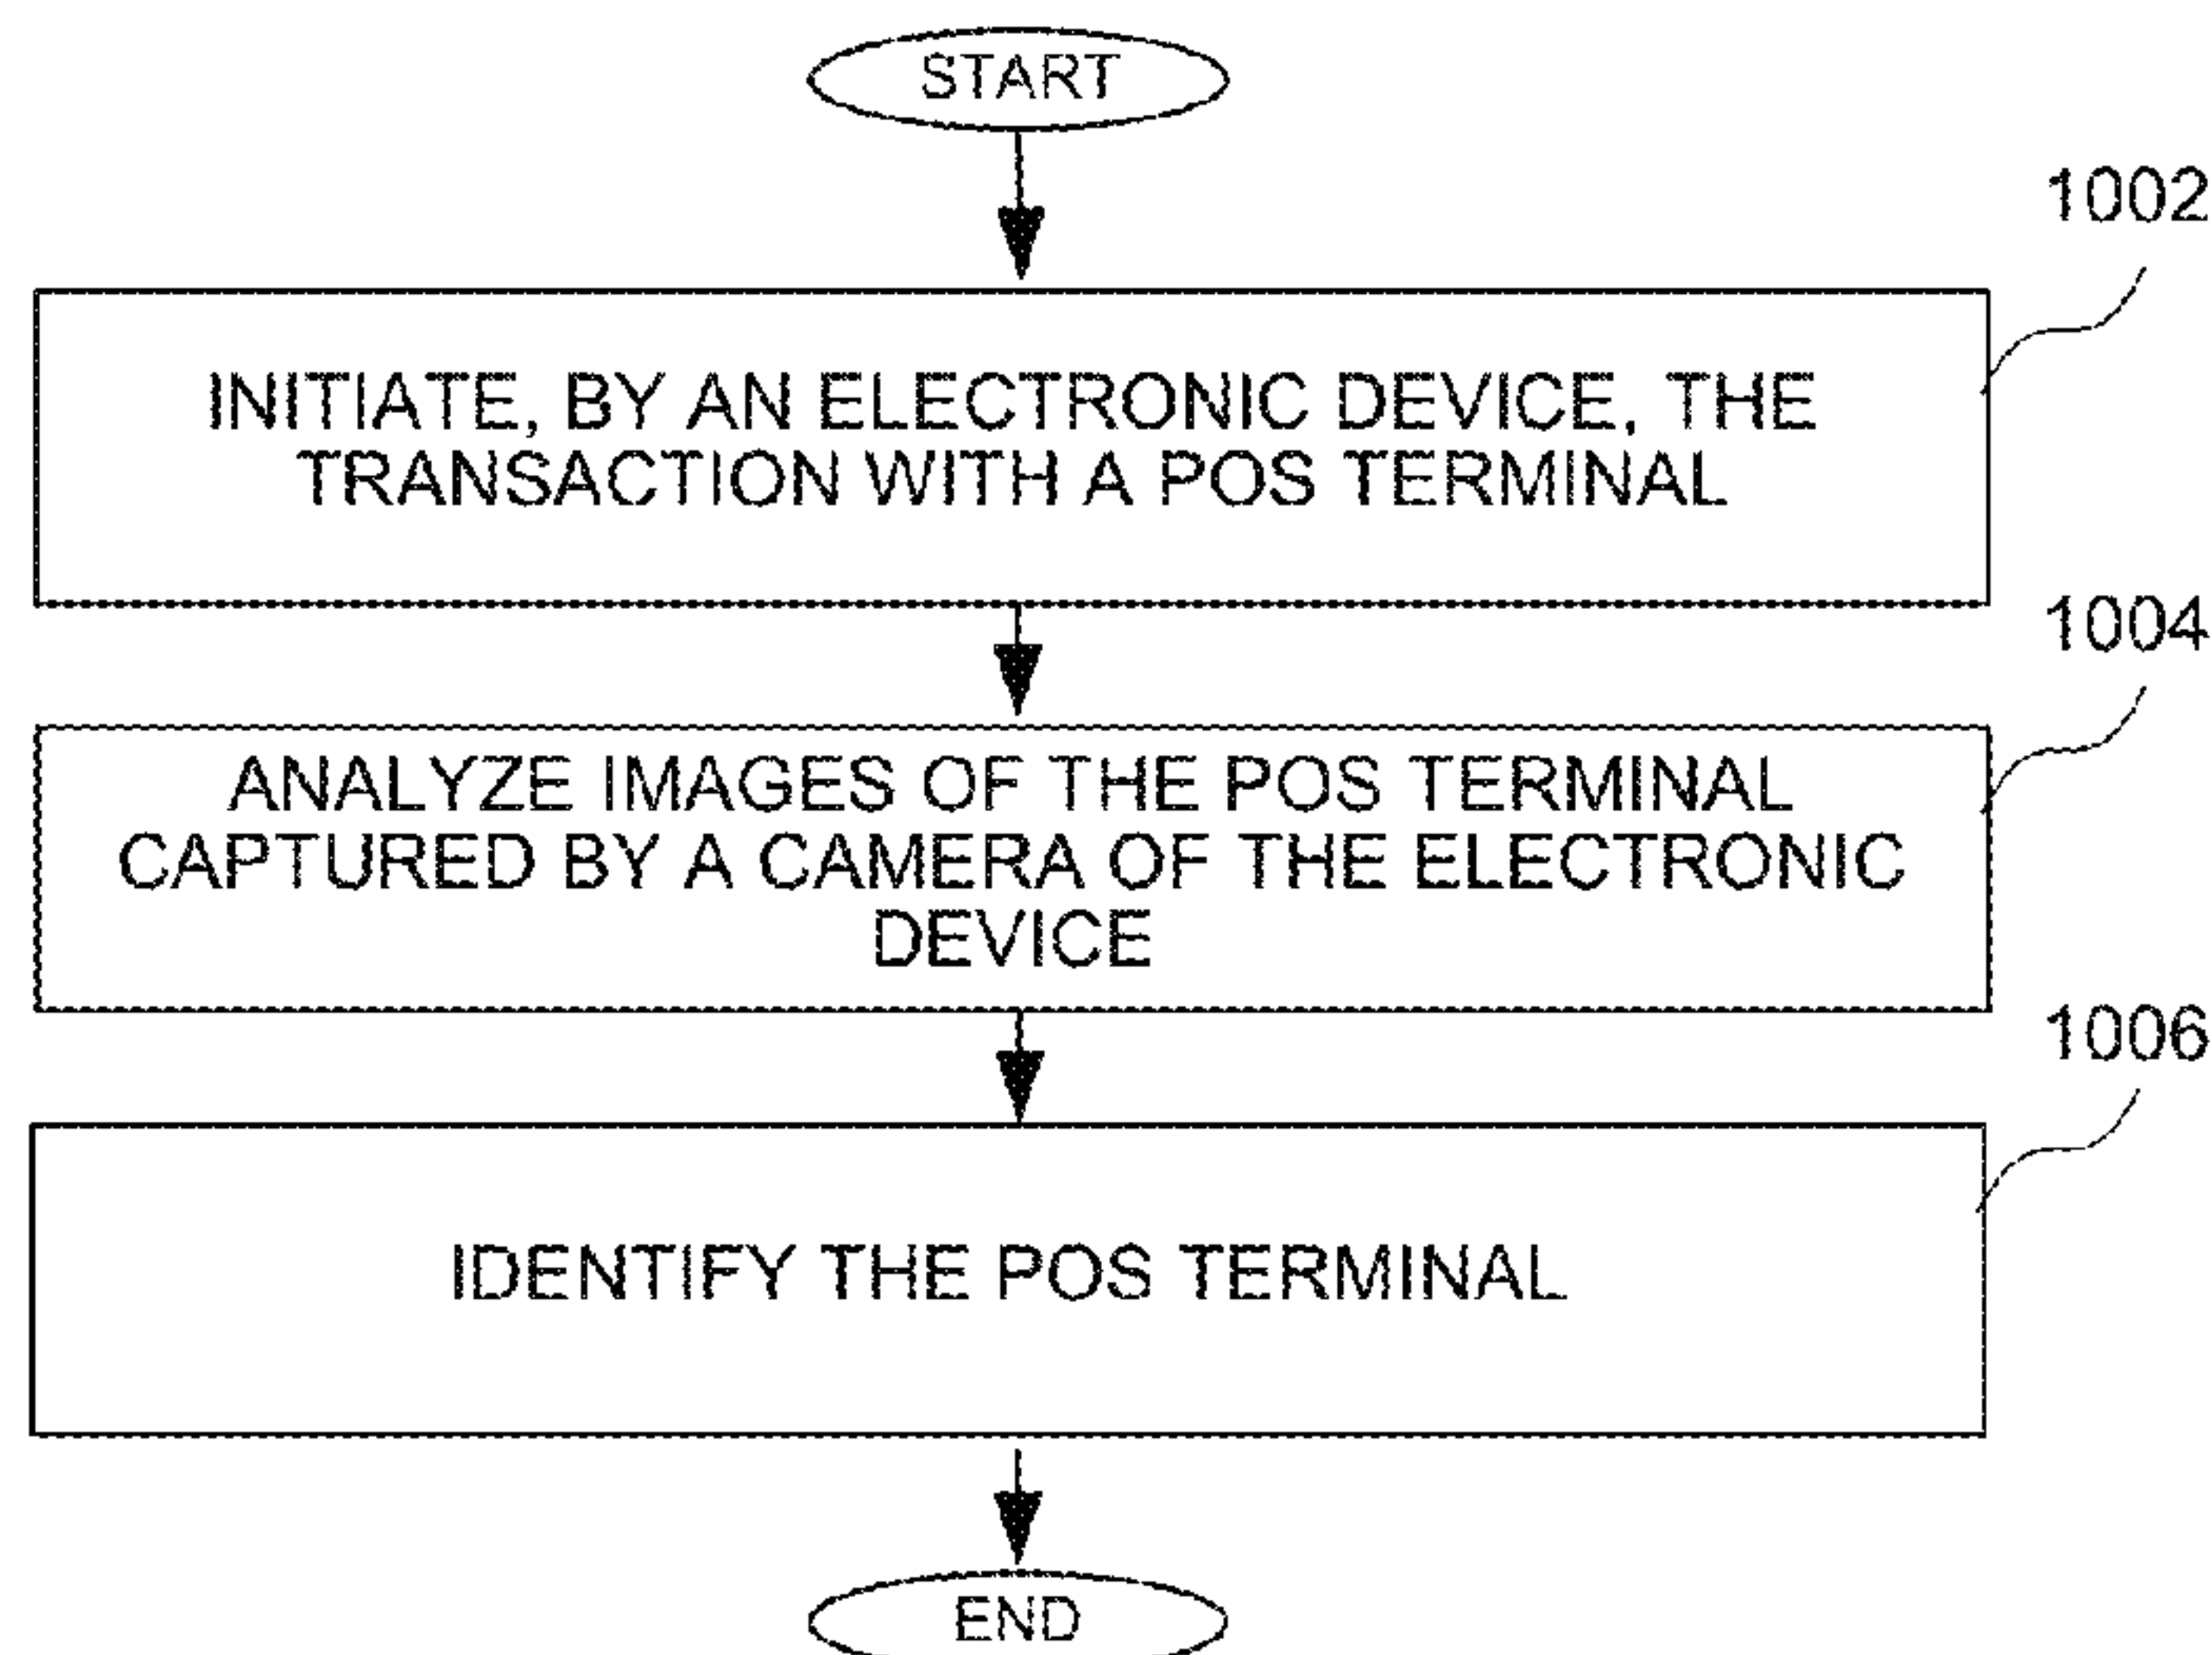 START
1002
INITIATE, BY AN ELECTRONIC DEVICE, THE
TRANSACTION WITH A POS TERMINAL
1004
ANALYZE IMAGES OF THE POS TERMINAL
CAPTURED BY A CAMERA OF THE ELECTRONIC
DEVICE
1006
IDENTIFY THE POS TERMINAL
END